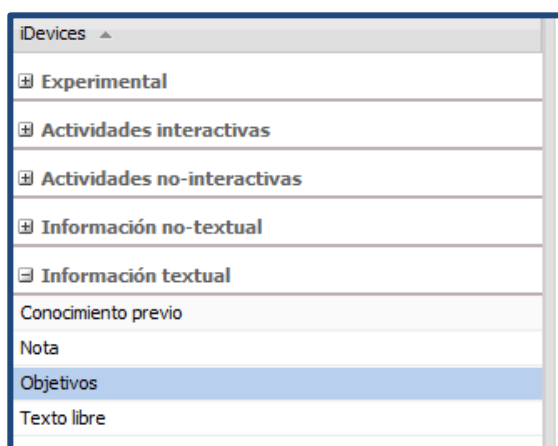 iDevices
Experimental
Actividades interactivas
Actividades no-interactivas
Información no-textual
Información textual
Conocimiento previo
Nota
Objetivos
Texto libre